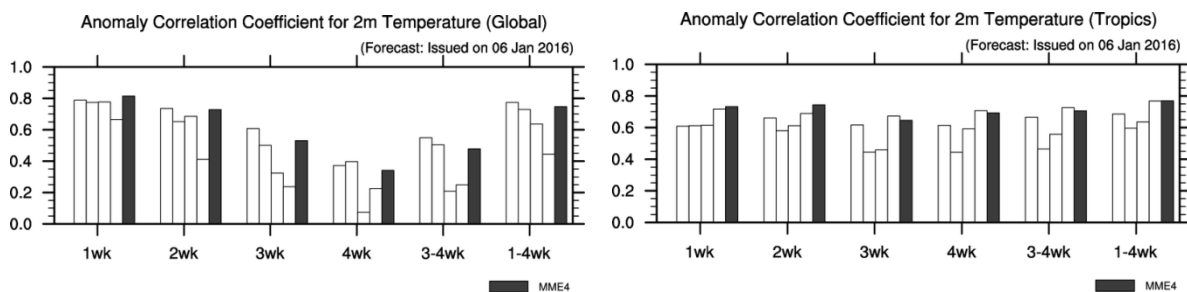 Anomaly Correlation Coefficient for 2m Temperature (Global)
(Forecast: Issued on 06 Jan 2016)
1.0
0.8
0.6
0.4
0.2
0.0
1wk 2wk 3wk 4wk 3-4wk 1-4wk
MME4
Anomaly Correlation Coefficient for 2m Temperature (Tropics)
(Forecast: Issued on 06 Jan 2016)
1.0
0.8
0.6
0.4
0.2
0.0
1wk 2wk 3wk 4wk 3-4wk 1-4wk
MME4